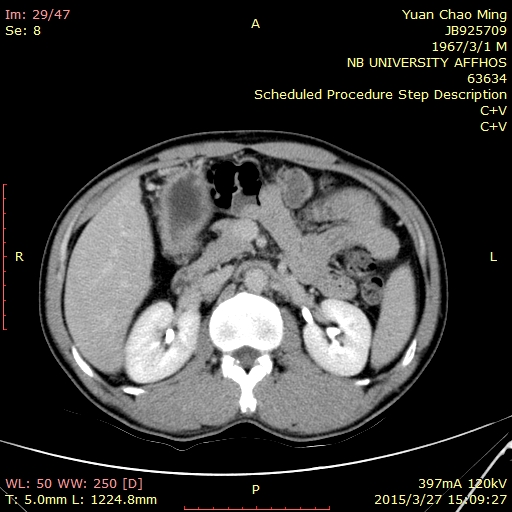 Im: 29/47
Se: 8
A
Yuan Chao Ming
JB925709
1967/3/1 M
NB UNIVERSITY AFFHOS
63634
Scheduled Procedure Step Description
C+V
C+V
R
L
WL: 50 WW: 250 [D]
T: 5.0mm L: 1224.8mm
P
397mA 120kV
2015/3/27 15:09:27